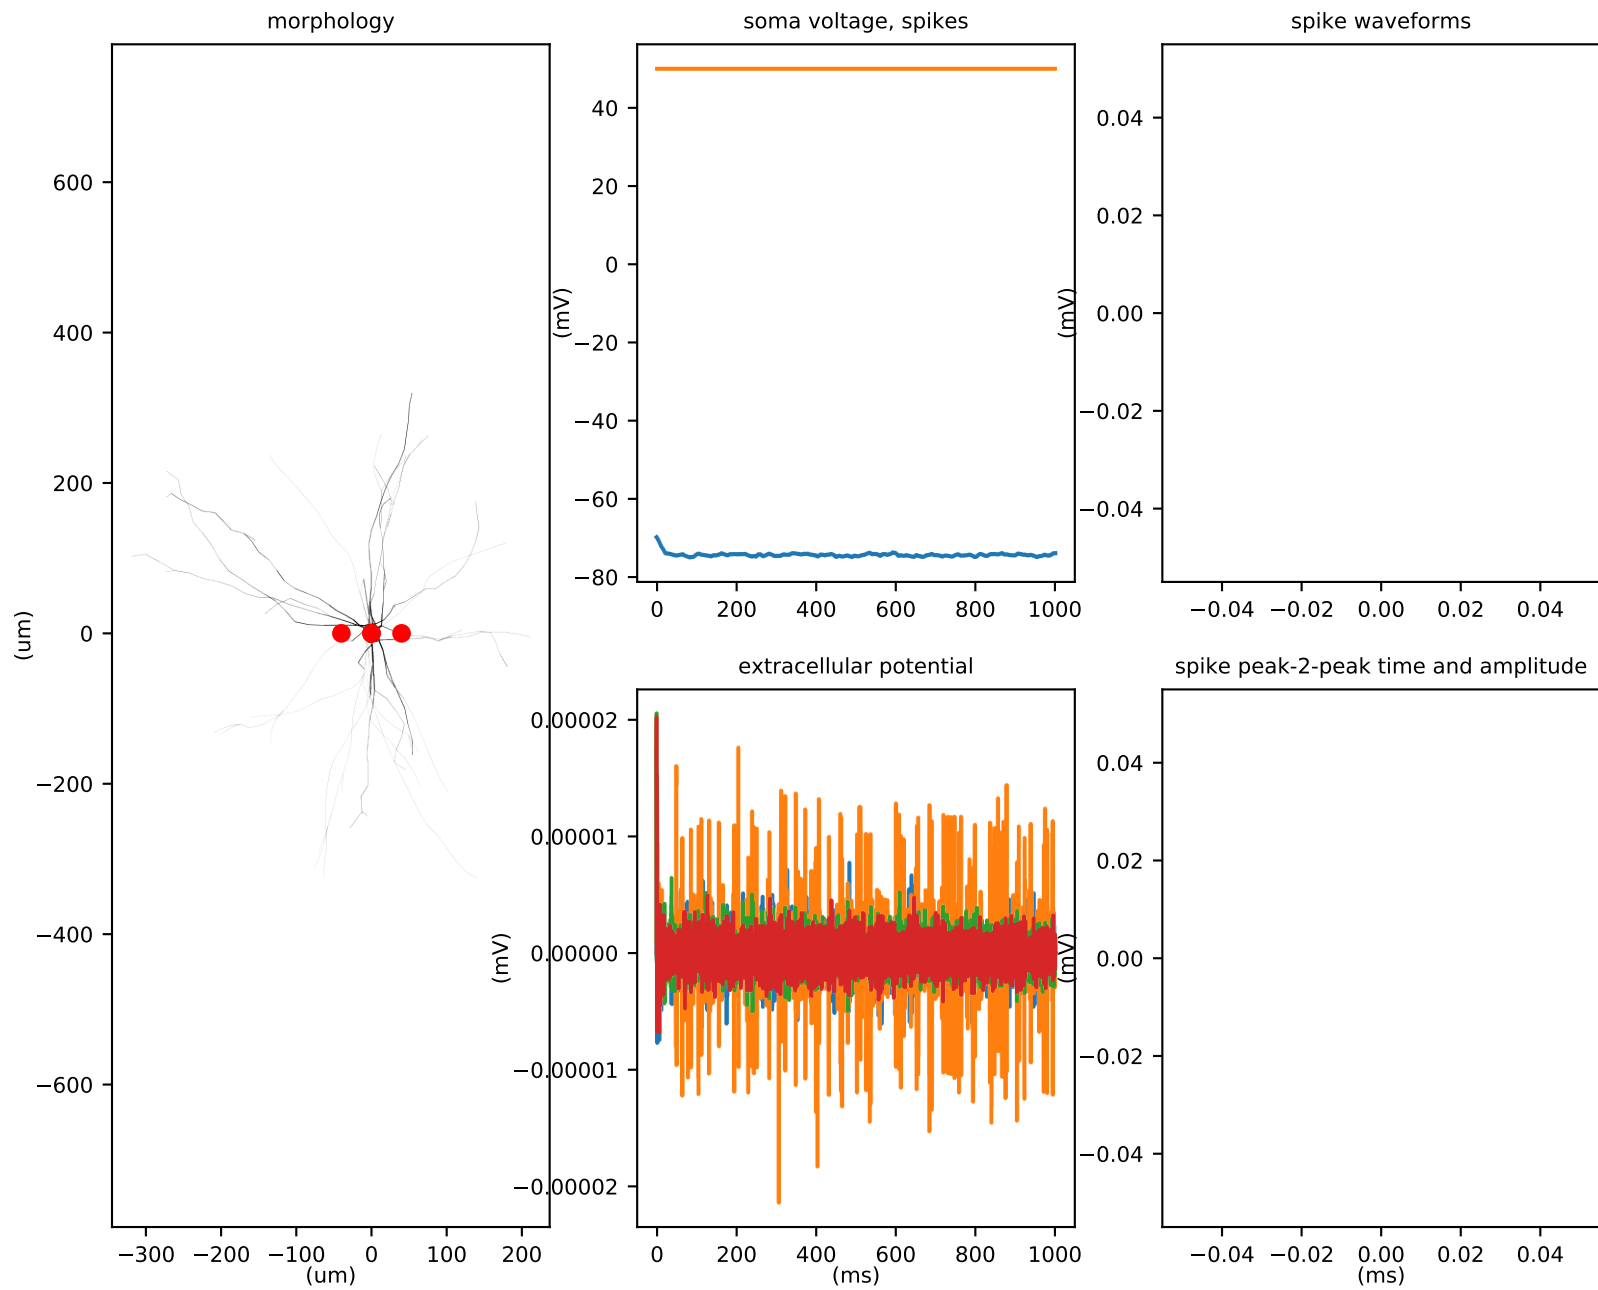 morphology
600
400
200
0
−200
−400
−600
(um)
−300 −200 −100 0 100 200
(um)
soma voltage, spikes
40
20
0
−20
−40
−60
−80
(mV)
0 200 400 600 800 1000
spike waveforms
0.04
0.02
0.00
−0.02
−0.04
(mV)
−0.04 −0.02 0.00 0.02 0.04
extracellular potential
0.00002
0.00001
0.00000
−0.00001
−0.00002
(mV)
0 200 400 600 800 1000
(ms)
spike peak-2-peak time and amplitude
0.04
0.02
0.00
−0.02
−0.04
(mV)
−0.04 −0.02 0.00 0.02 0.04
(ms)